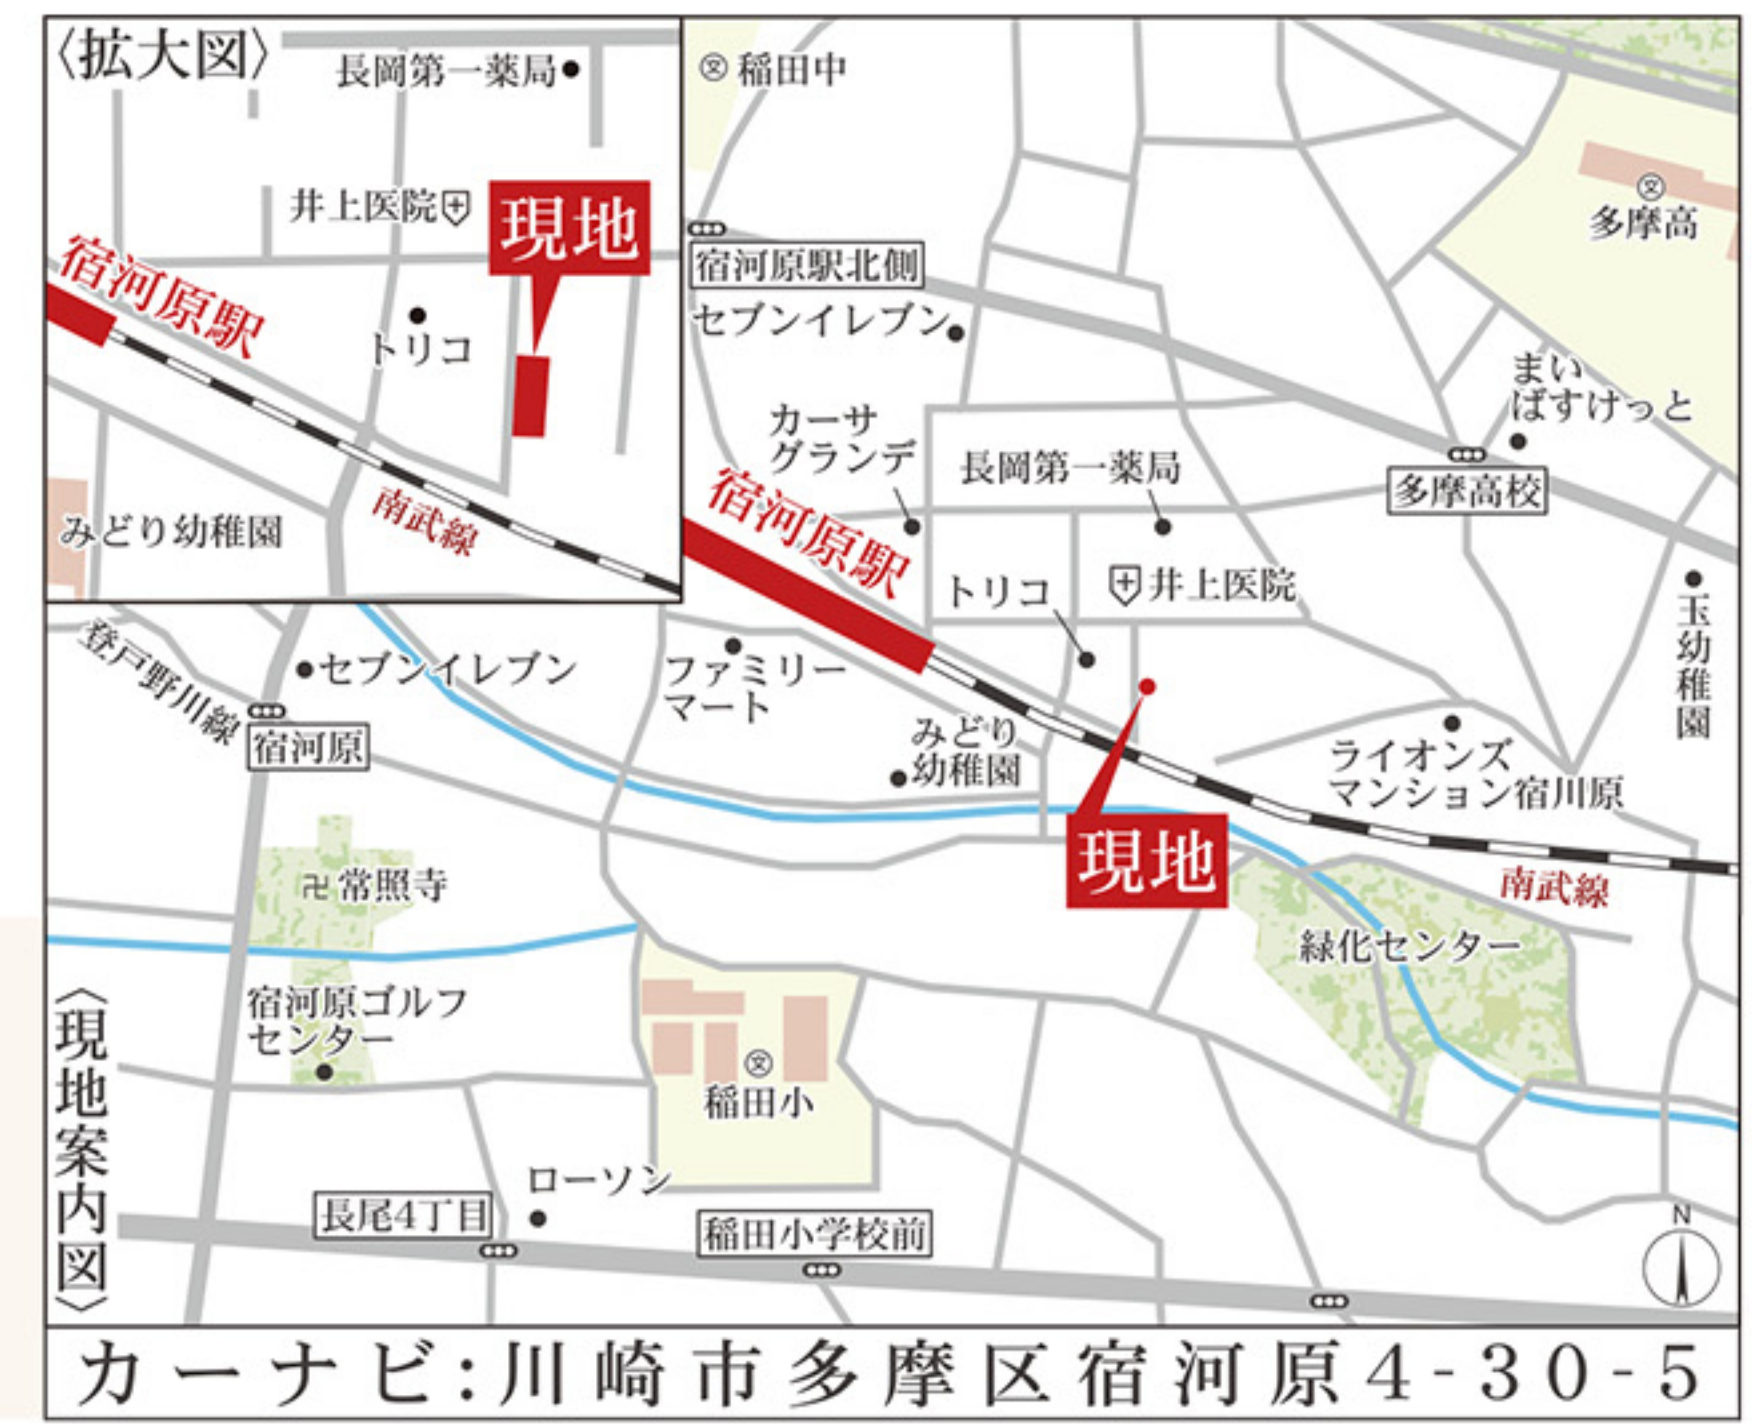 〈拡大図〉
長岡第一薬局
井上医院
現地
宿河原駅
トリコ
南武線
みどり幼稚園
稲田中
宿河原駅北側
セブンイレブン
多摩高
まい
ばすけっと
カーサ
グランデ
長岡第一薬局
多摩高校
宿河原駅
トリコ
井上医院
玉幼稚園
登戸野川線
セブンイレブン
宿河原
ファミリー
マート
みどり
幼稚園
ライオンズ
マンション宿川原
現地
南武線
卍常照寺
緑化センター
宿河原ゴルフ
センター
文
稲田小
ローソン
長尾4丁目
稲田小学校前
N
〈現地案内図〉
カーナビ:川崎市多摩区宿河原4-30-5